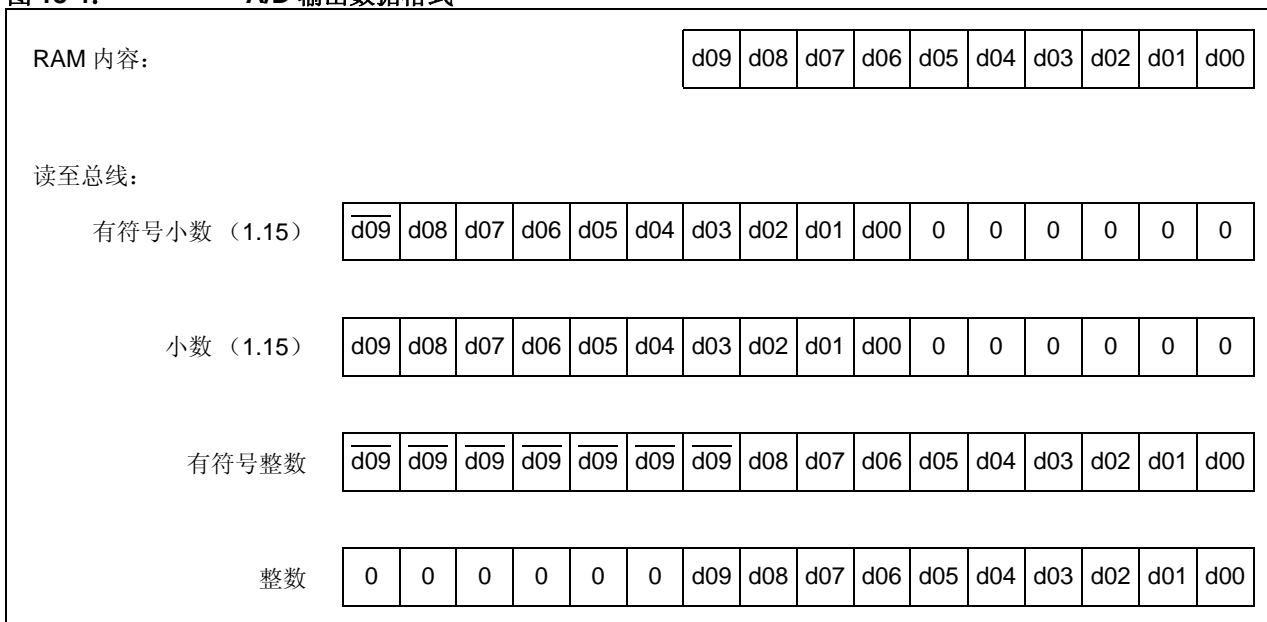 RAM 内容：
d09 d08 d07 d06 d05 d04 d03 d02 d01 d00
读至总线：
有符号小数 （1.15） d09 d08 d07 d06 d05 d04 d03 d02 d01 d00 0 0 0 0 0 0
小数 （1.15） d09 d08 d07 d06 d05 d04 d03 d02 d01 d00 0 0 0 0 0 0
有符号整数 d09 d09 d09 d09 d09 d09 d09 d08 d07 d06 d05 d04 d03 d02 d01 d00
整数 0 0 0 0 0 0 d09 d08 d07 d06 d05 d04 d03 d02 d01 d00